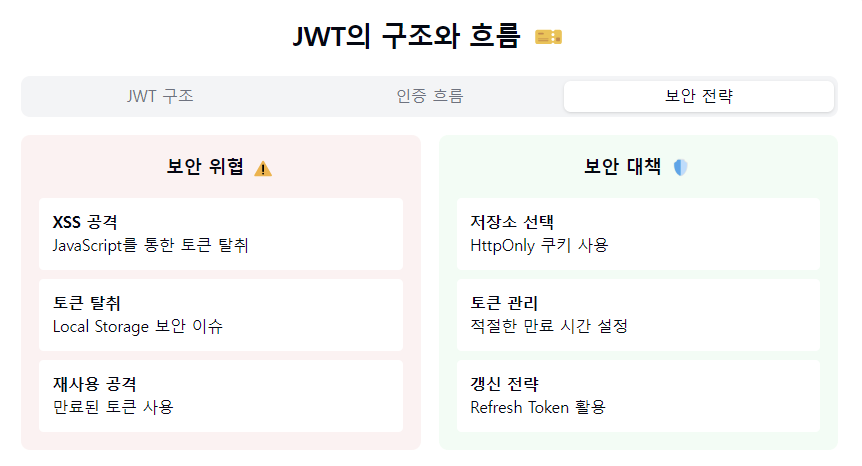 JWT의 구조와 흐름 🎫
JWT 구조
인증 흐름
보안 전략
보안 위협 ⚠️
XSS 공격
JavaScript를 통한 토큰 탈취
토큰 탈취
Local Storage 보안 이슈
재사용 공격
만료된 토큰 사용
보안 대책 🛡️
저장소 선택
HttpOnly 쿠키 사용
토큰 관리
적절한 만료 시간 설정
갱신 전략
Refresh Token 활용